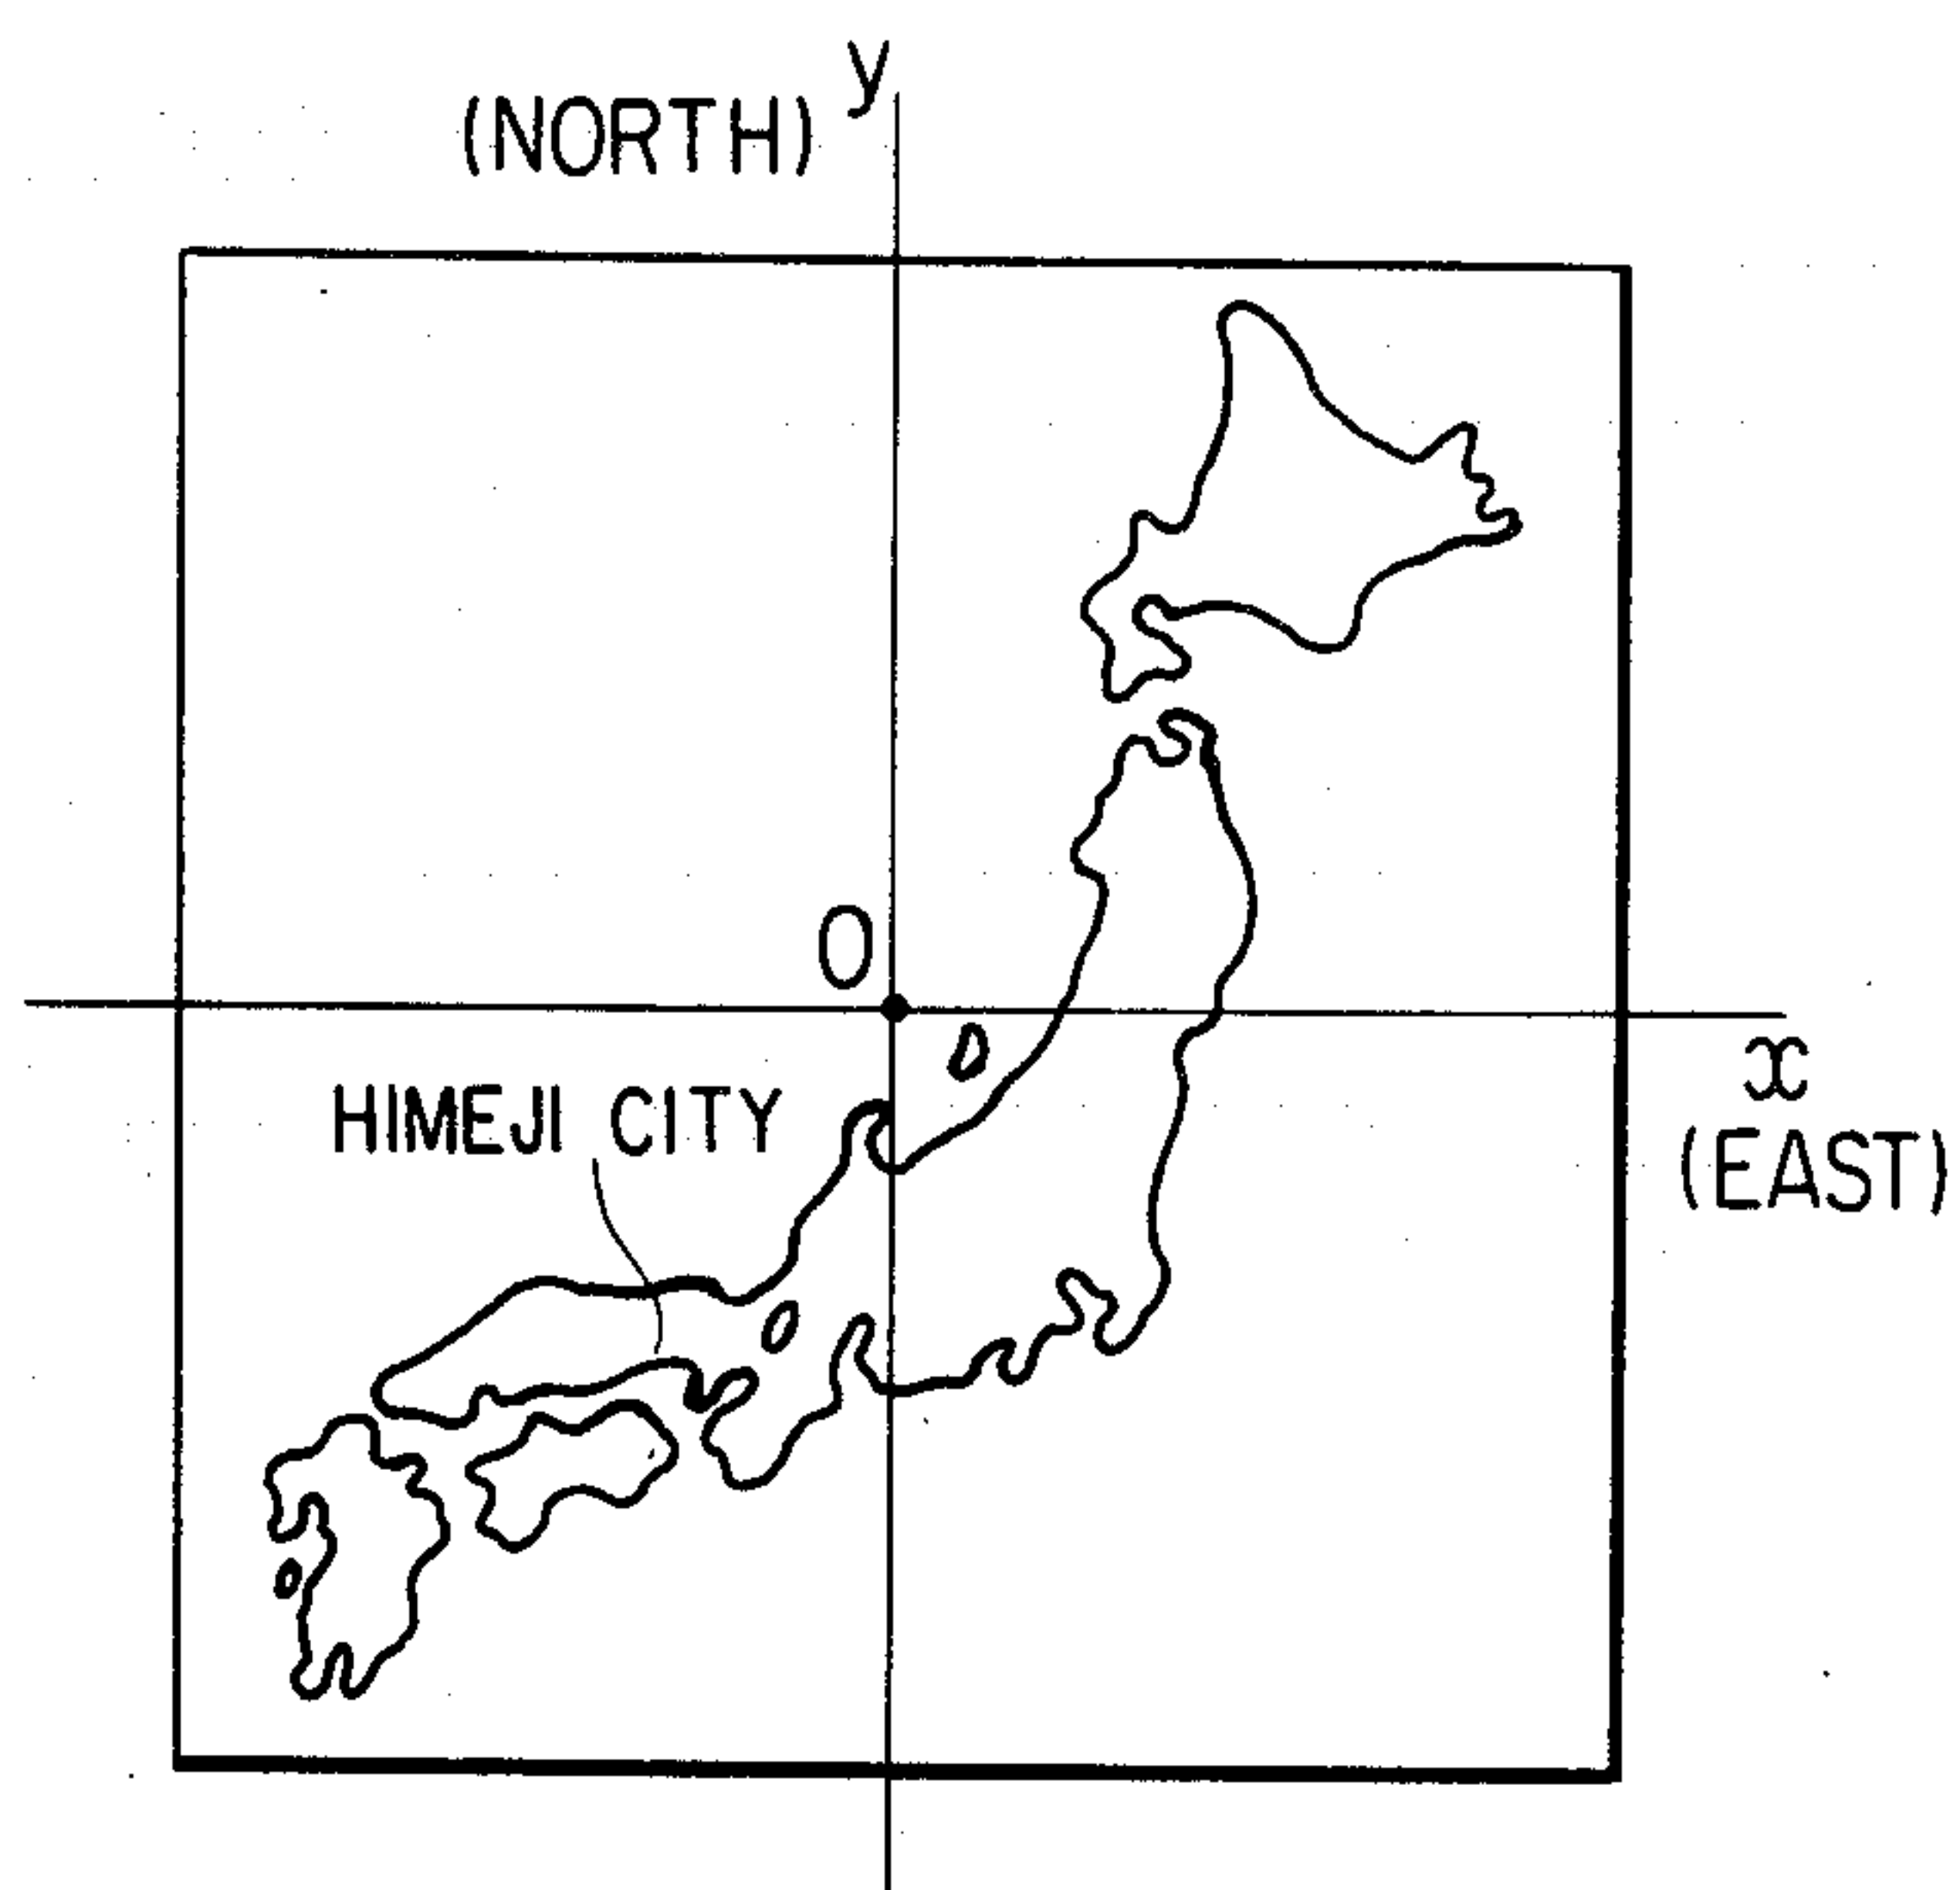 y
(NORTH)
O
x
(EAST)
HIMEJI CITY